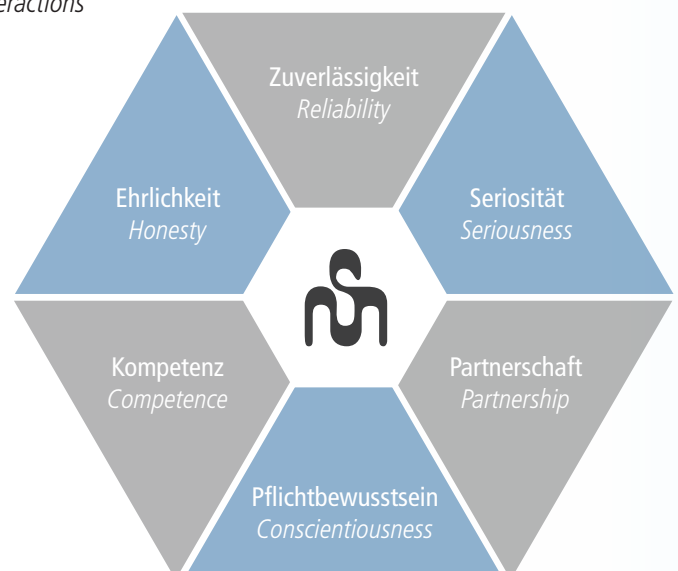 eractions
Zuverlässigkeit
Reliability
Ehrlichkeit
Honesty
Seriosität
Seriousness
Kompetenz
Competence
Partnerschaft
Partnership
Pflichtbewusstsein
Conscientiousness